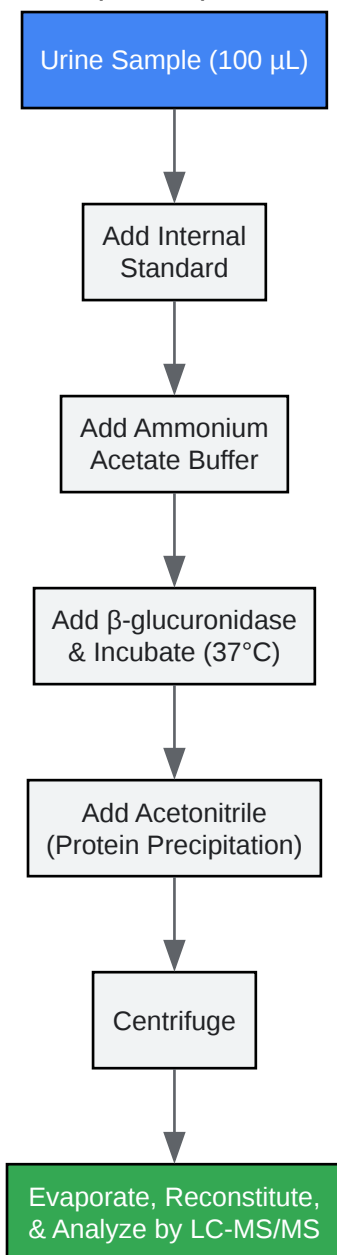 Urine Sample (100 µL)
Add Internal
Standard
Add Ammonium
Acetate Buffer
Add β-glucuronidase
& Incubate (37°C)
Add Acetonitrile
(Protein Precipitation)
Centrifuge
Evaporate, Reconstitute,
& Analyze by LC-MS/MS